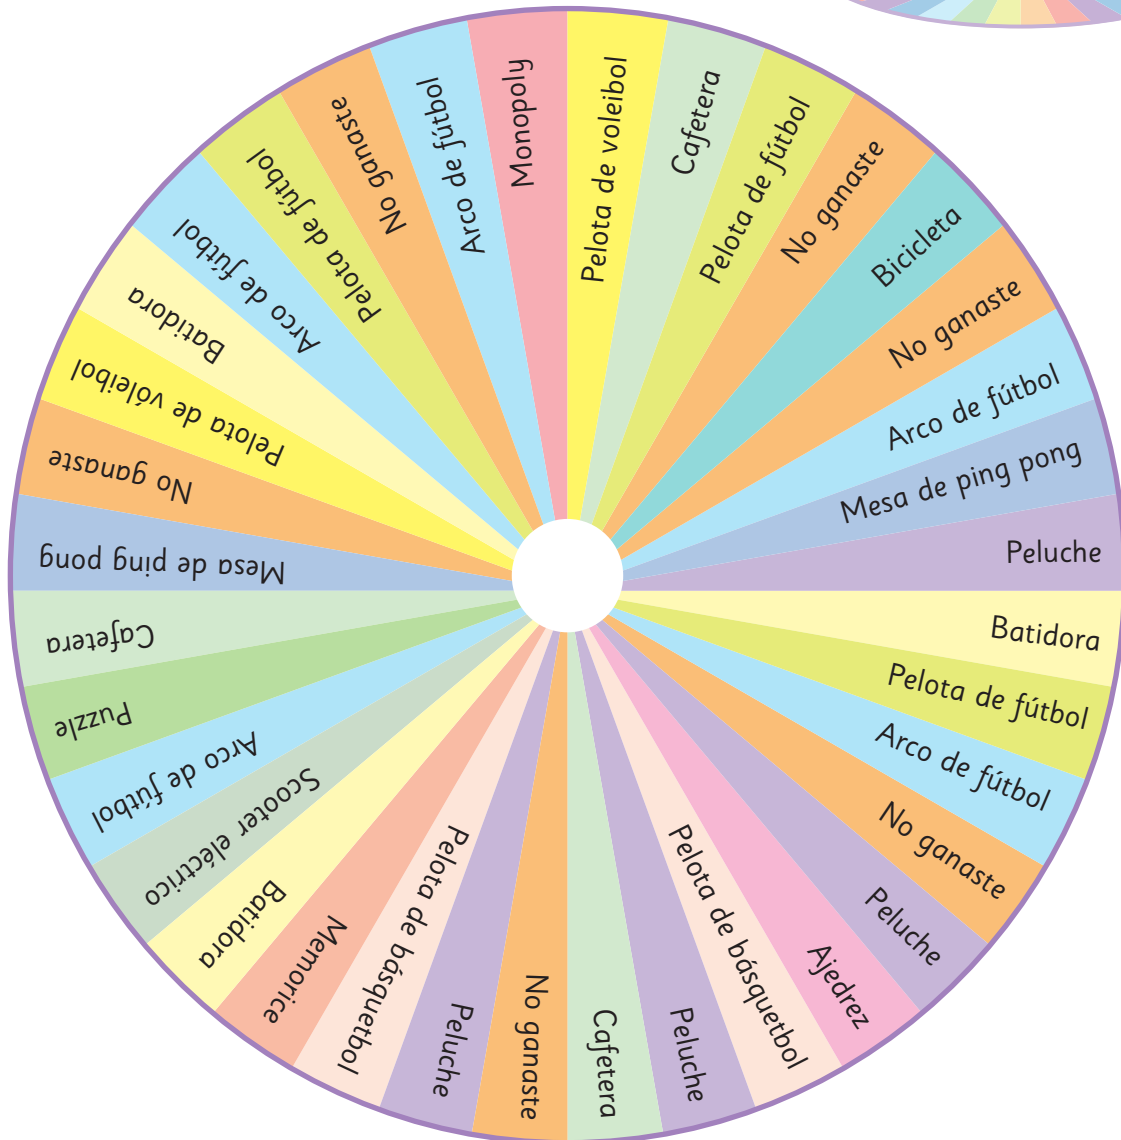 Pelota de voleibol
Cafetera
Pelota de fútbol
No ganaste
Bicicleta
No ganaste
Arco de fútbol
Mesa de ping pong
Peluche
Batidora
Pelota de fútbol
Arco de fútbol
No ganaste
Peluche
Ajedrez
Pelota de básquetbol
Peluche
Cafetera
No ganaste
Peluche
Pelota de básquetbol
Memorice
Batidora
Scooter eléctrico
Arco de fútbol
Puzzle
Cafetera
Mesa de ping pong
No ganaste
Pelota de vóleibol
Batidora
Arco de fútbol
Pelota de fútbol
No ganaste
Arco de fútbol
Monopoly